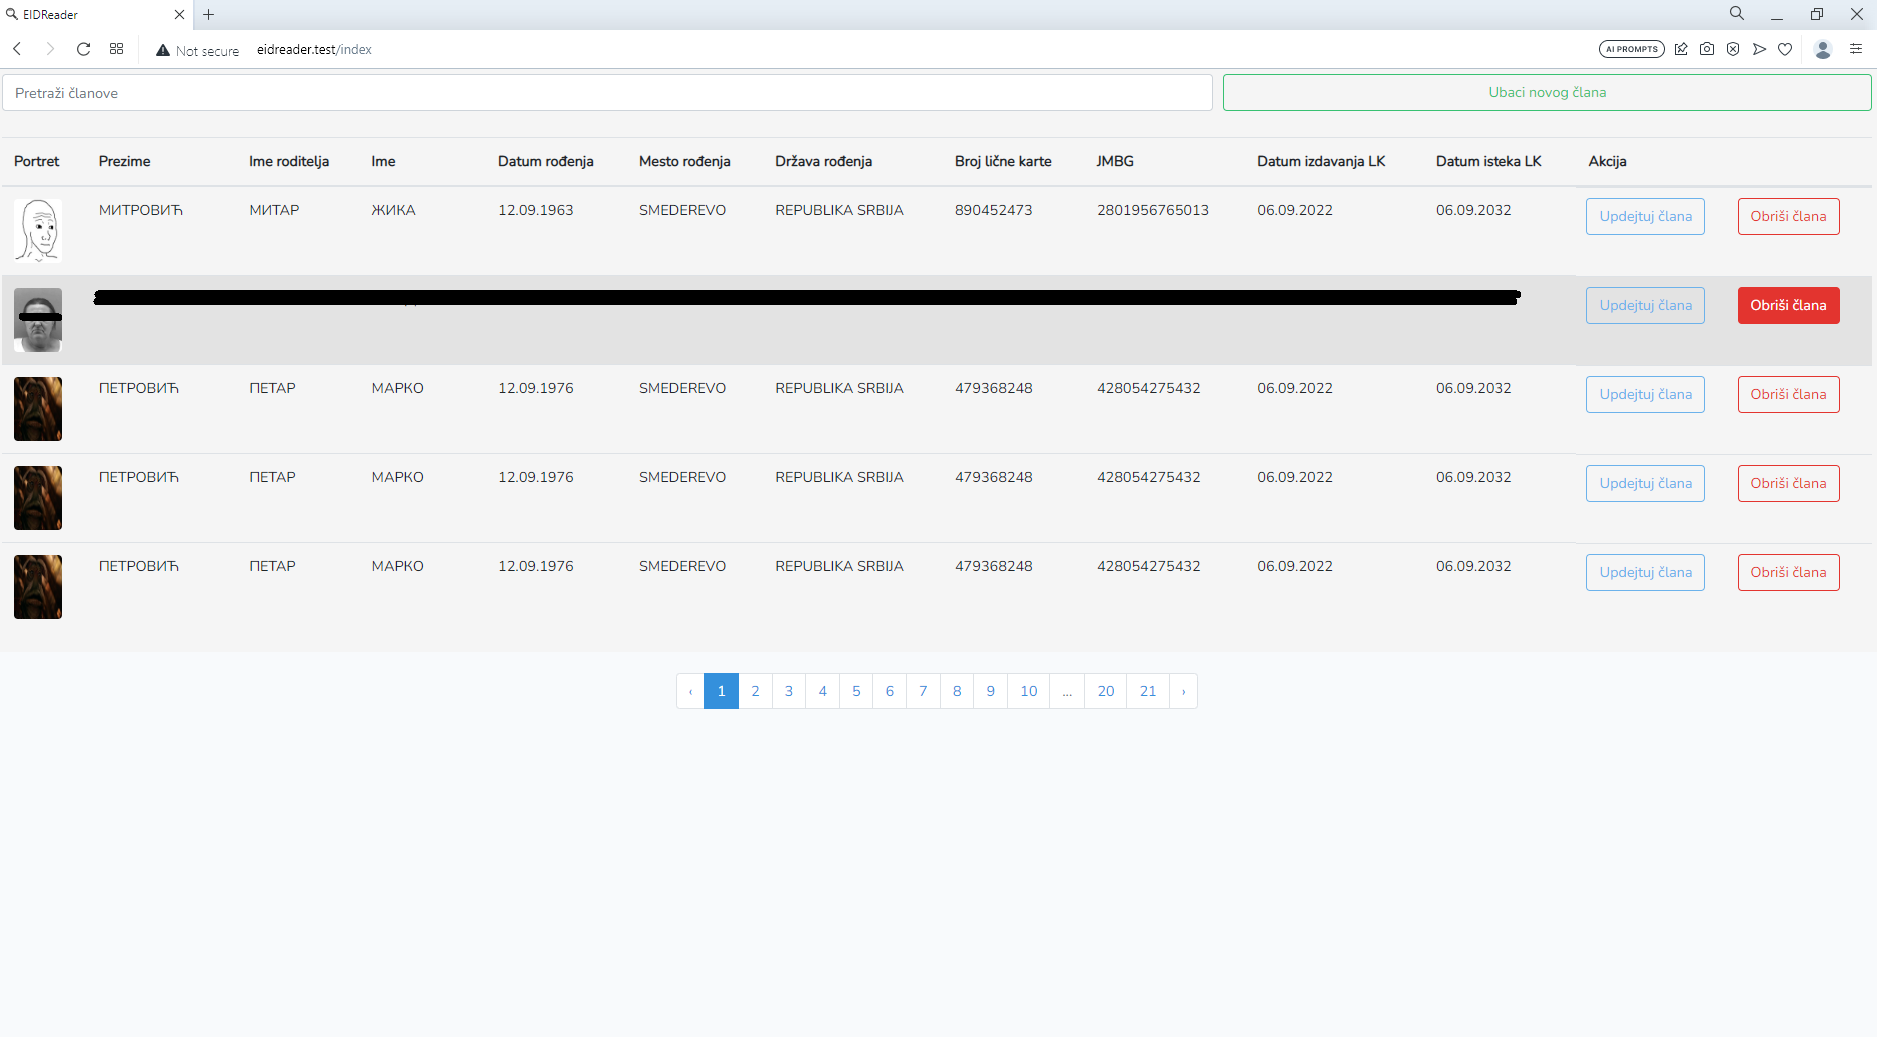 EIDReader
Not secure eidreader.test/index AI PROMPTS
Pretraži članove Ubaci novog člana
Portret Prezime Ime roditelja Ime Datum rođenja Mesto rođenja Država rođenja Broj lične karte JMBG Datum izdavanja LK Datum isteka LK Akcija
МИТРОВИЋ МИТАР ЖИКА 12.09.1963 SMEDEREVO REPUBLIKA SRBIJA 890452473 2801956765013 06.09.2022 06.09.2032 Updejtuj člana Obriši člana
Updejtuj člana Obriši člana
ПЕТРОВИЋ ПЕТАР МАРКО 12.09.1976 SMEDEREVO REPUBLIKA SRBIJA 479368248 428054275432 06.09.2022 06.09.2032 Updejtuj člana Obriši člana
ПЕТРОВИЋ ПЕТАР МАРКО 12.09.1976 SMEDEREVO REPUBLIKA SRBIJA 479368248 428054275432 06.09.2022 06.09.2032 Updejtuj člana Obriši člana
ПЕТРОВИЋ ПЕТАР МАРКО 12.09.1976 SMEDEREVO REPUBLIKA SRBIJA 479368248 428054275432 06.09.2022 06.09.2032 Updejtuj člana Obriši člana
‹ 1 2 3 4 5 6 7 8 9 10 ... 20 21 ›